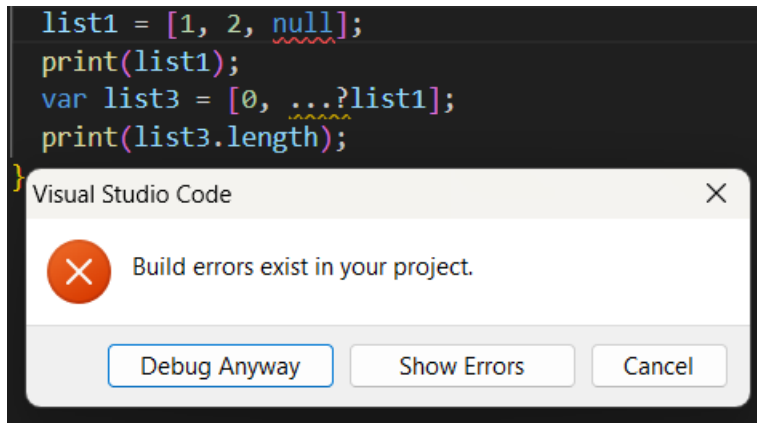 list1 = [1, 2, null];
print(list1);
var list3 = [0, ...?list1];
print(list3.length);
}
Visual Studio Code
Build errors exist in your project.
Debug Anyway
Show Errors
Cancel